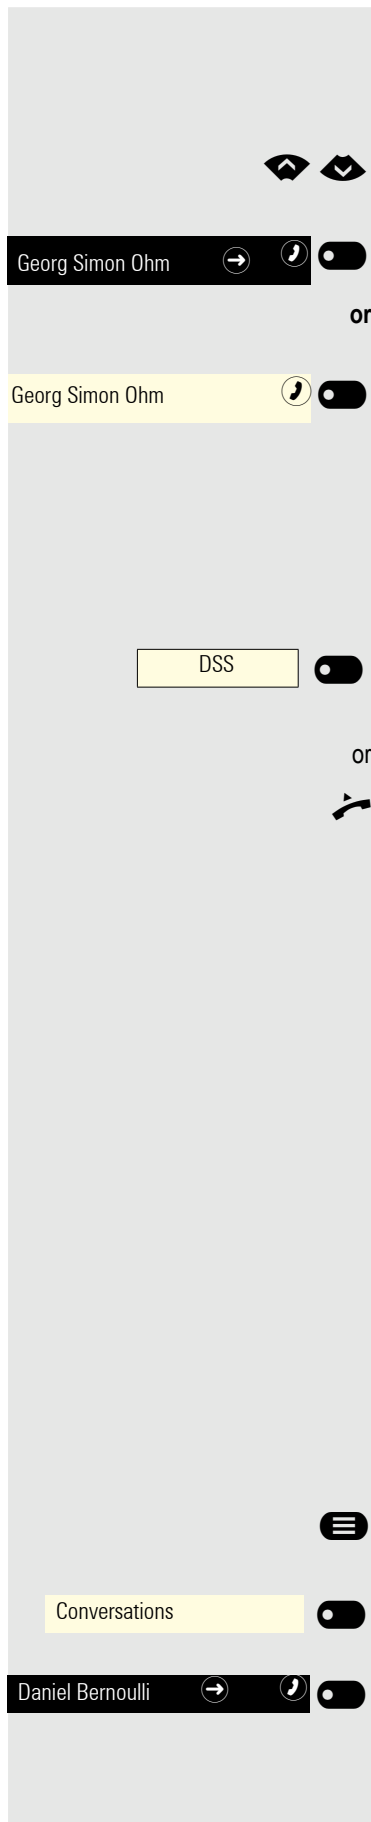 Georg Simon Ohm
or
Georg Simon Ohm
DSS
or
Conversations
Daniel Bernoulli